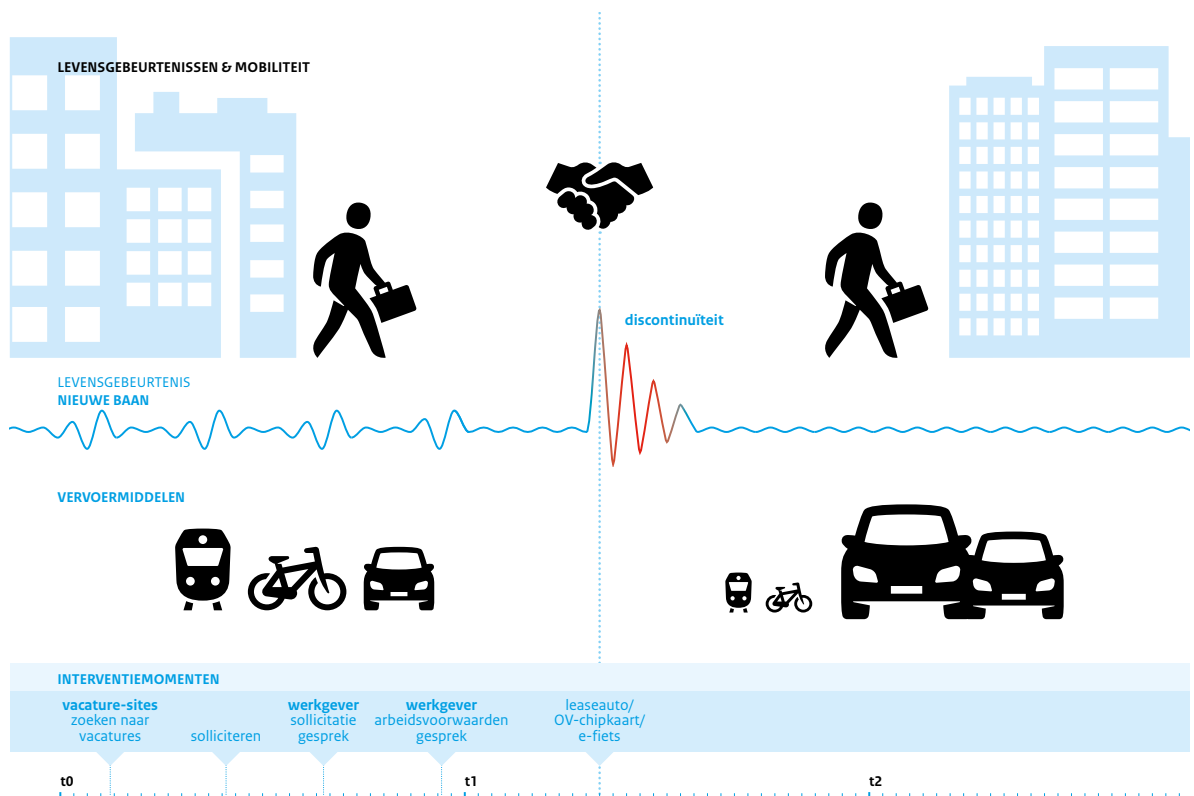 LEVENSGEBEURTENISSEN & MOBILITEIT
discontinuïteit
LEVENSGEBEURTENIS
NIEUWE BAAN
VERVOERMIDDELEN
INTERVENTIEMOMENTEN
vacature-sites
zoeken naar
vacatures
solliciteren
werkgever
sollicitatie
gesprek
werkgever
arbeidsvoorwaarden
gesprek
leaseauto/
OV-chipkaart/
e-fiets
t0
t1
t2